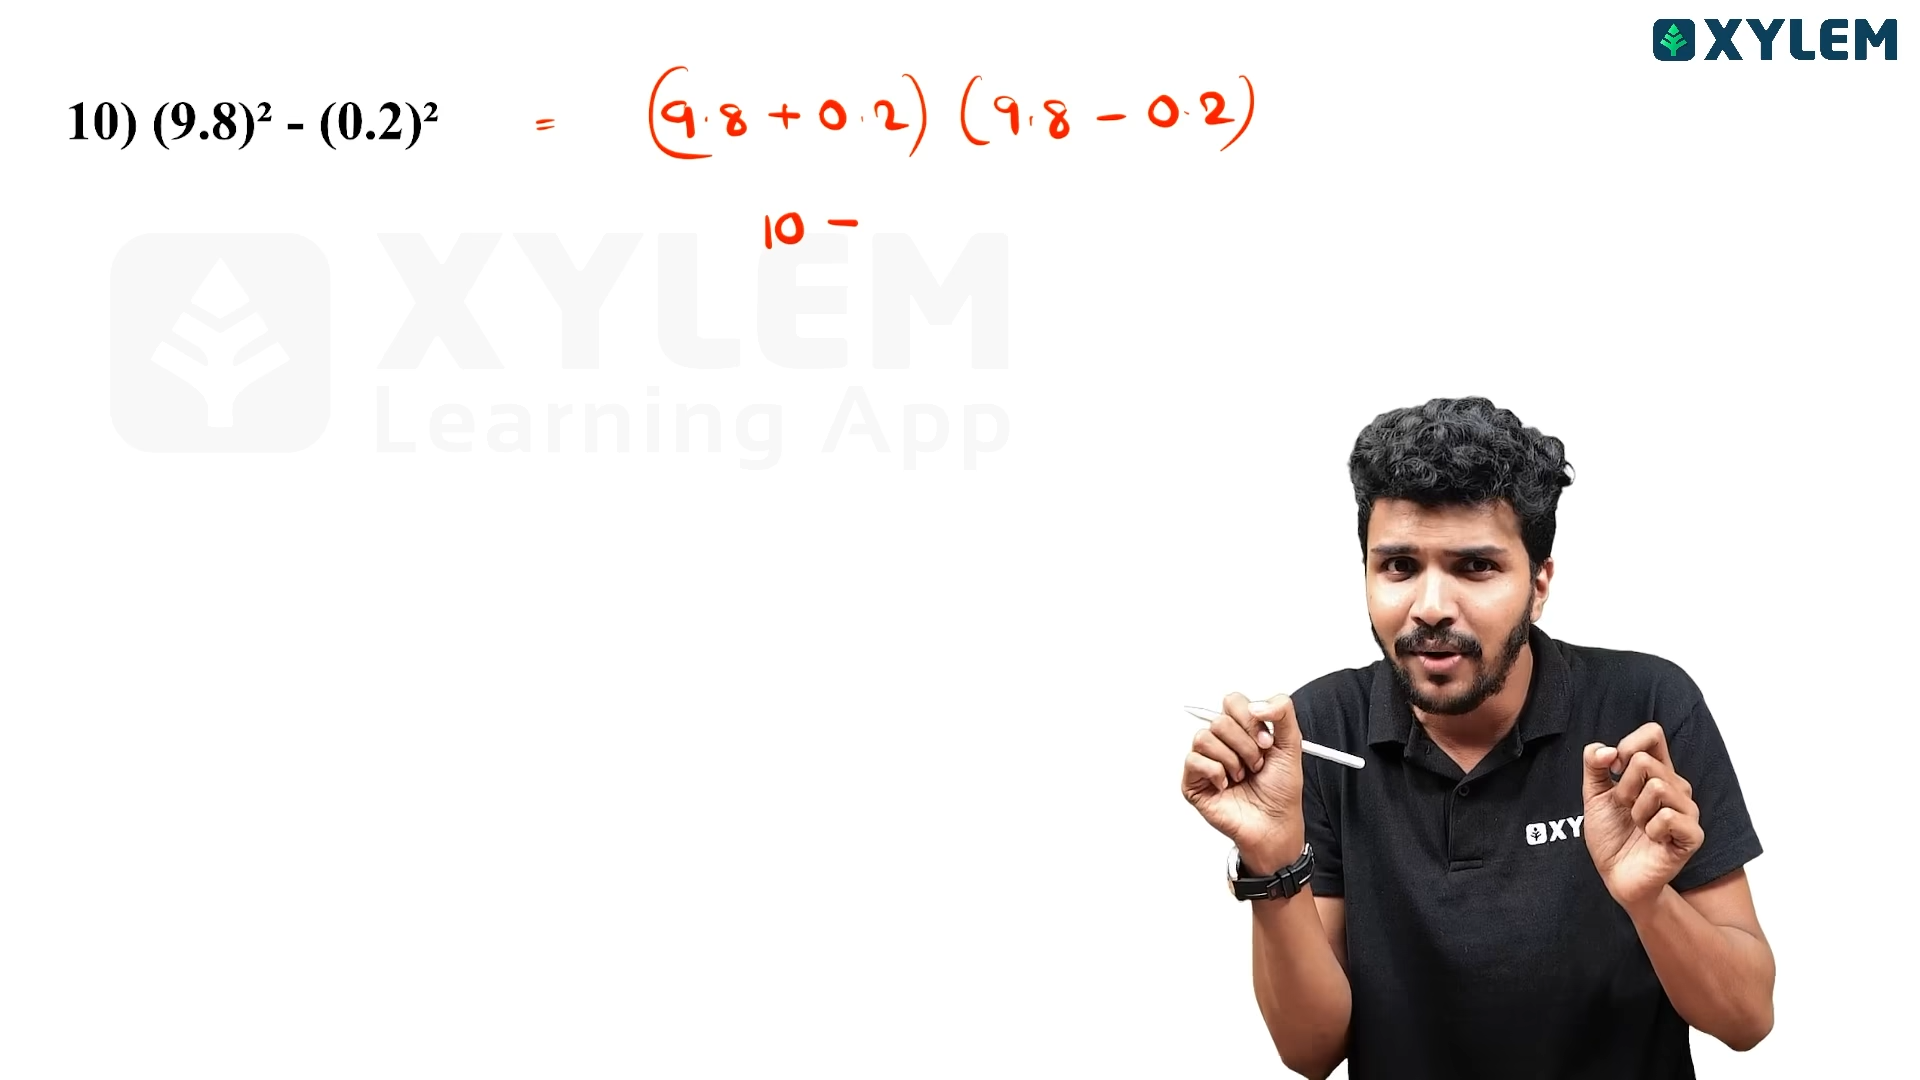 XYLEM
10) (9.8)² - (0.2)² = (9.8 + 0.2) (9.8 - 0.2)
10 -
XYLEM
Learning App
XY